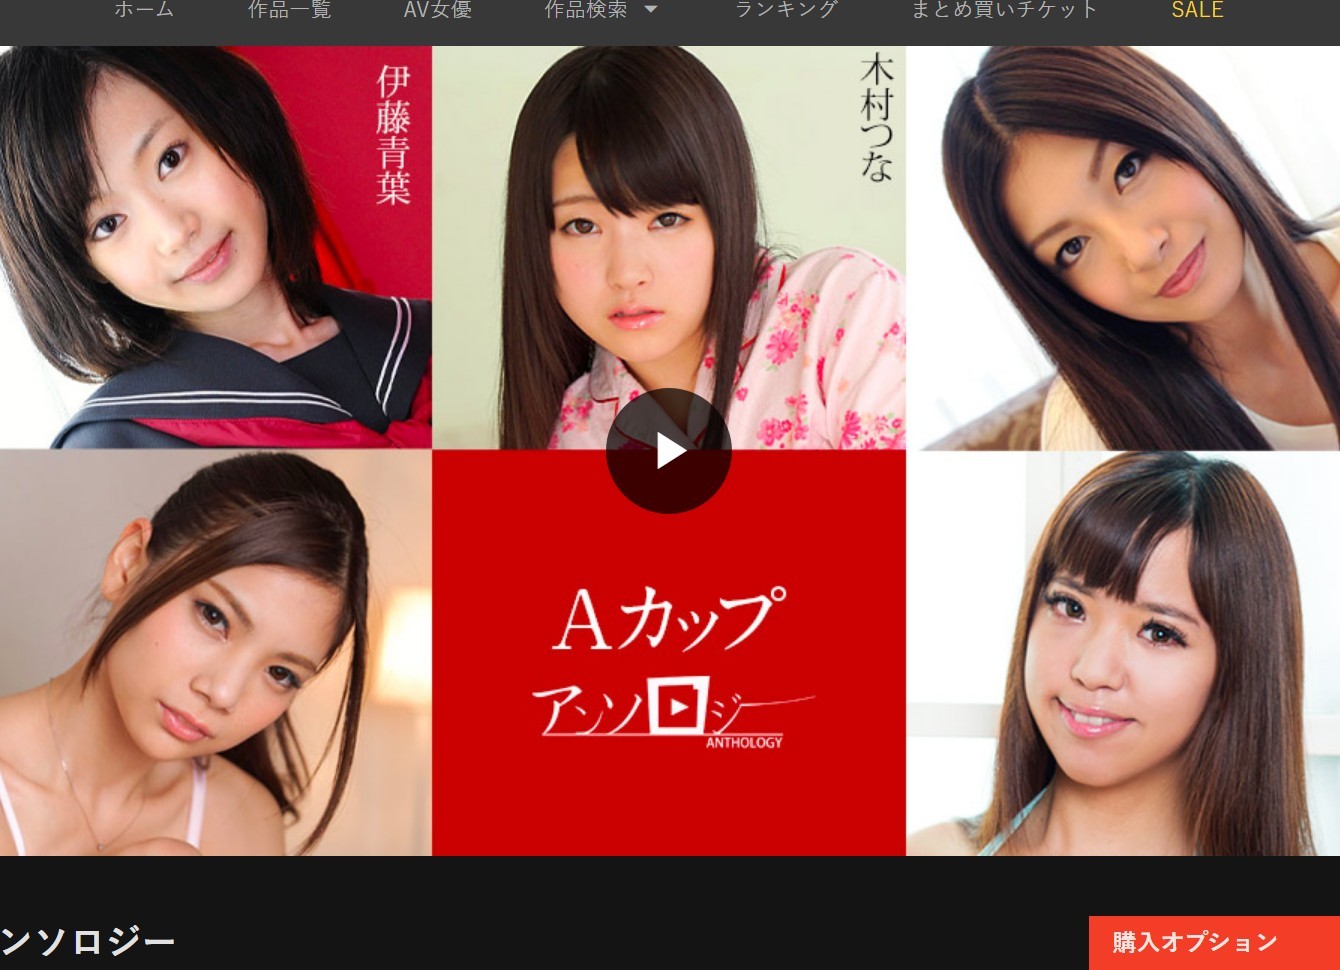 ホーム
作品一覧
AV女優
作品検索
ランキング
まとめ買いチケット
SALE
伊藤青葉
木村つな
Aカップ
アンソロジー
ANTHOLOGY
ンソロジー
購入オプション